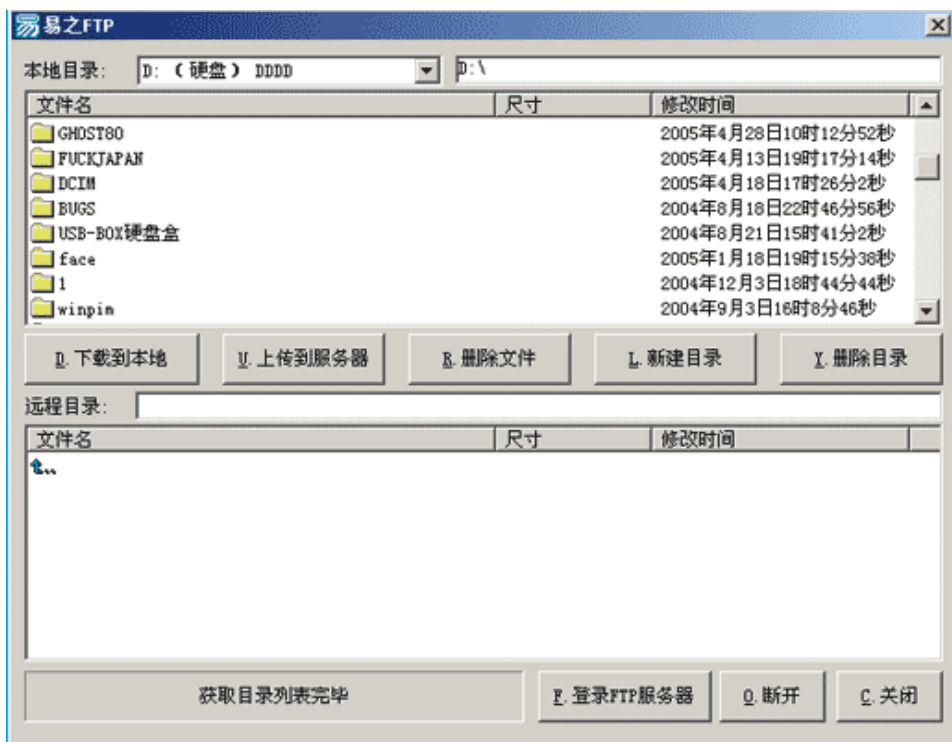 易之FTP
本地目录: D: (硬盘) DDDD D:\
文件名 尺寸 修改时间
GHOST80 2005年4月28日10时12分52秒
FUCKJAPAN 2005年4月13日19时17分14秒
DCIM 2005年4月18日17时26分2秒
BUGS 2004年8月18日22时46分56秒
USB-BOX硬盘盒 2004年8月21日15时41分2秒
face 2005年1月18日19时15分38秒
1 2004年12月3日18时44分44秒
winpin 2004年9月3日16时8分46秒
D.下载到本地 U.上传到服务器 R.删除文件 L.新建目录 Y.删除目录
远程目录:
文件名 尺寸 修改时间
..
获取目录列表完毕 F.登录FTP服务器 O.断开 C.关闭